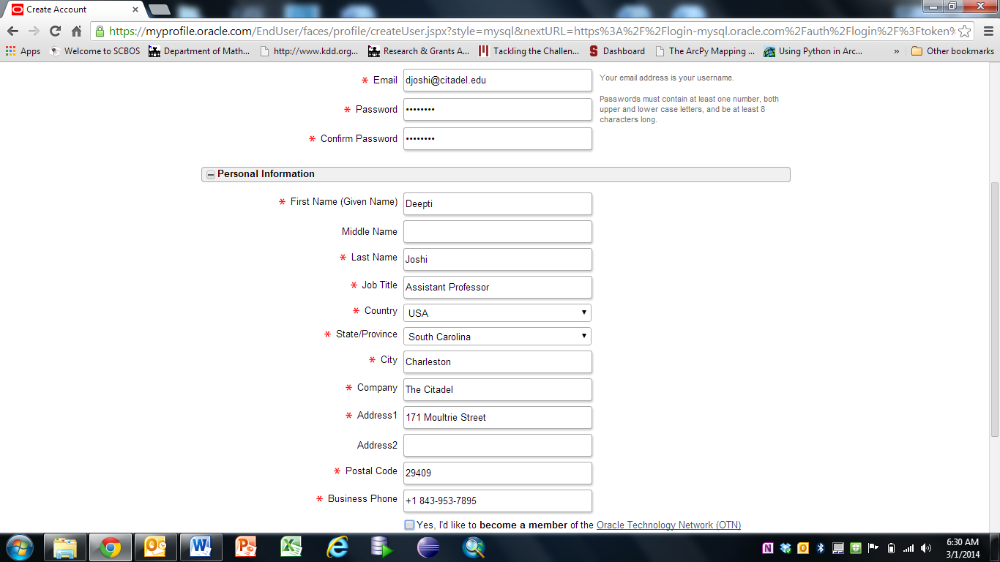 Create Account
https://myprofile.oracle.com/EndUser/faces/profile/createUser.jspx?style=mysql&nextURL=https%3A%2F%2Flogin-mysql.oracle.com%2Fauth%2Flogin%2F%3Ftoken%
Apps Welcome to SCBOS Department of Math... http://www.kdd.org... Research & Grants A... Tackling the Challen... Dashboard The ArcPy Mapping ... Using Python in Arc... » Other bookmarks
* Email djoshi@citadel.edu Your email address is your username.
Passwords must contain at least one number, both
upper and lower case letters, and be at least 8
characters long.
* Password ••••••••
* Confirm Password ••••••••
Personal Information
* First Name (Given Name) Deepti
Middle Name
* Last Name Joshi
* Job Title Assistant Professor
* Country USA
* State/Province South Carolina
* City Charleston
* Company The Citadel
* Address1 171 Moultrie Street
Address2
* Postal Code 29409
* Business Phone +1 843-953-7895
Yes, I'd like to become a member of the Oracle Technology Network (OTN)
6:30 AM
3/1/2014